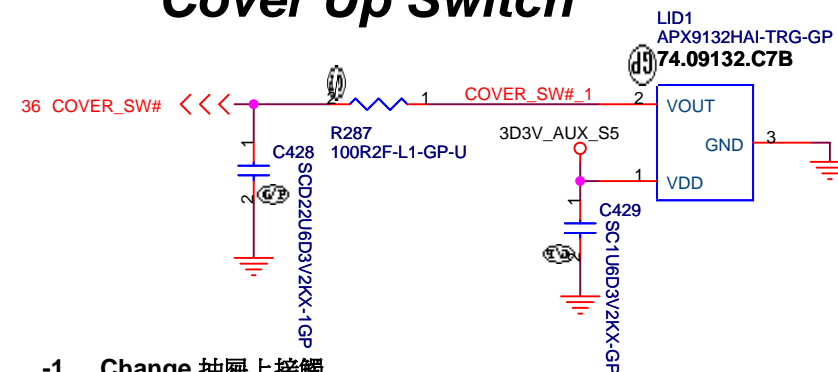 Cover Up Switch
LID1
APX9132HAI-TRG-GP
74.09132.C7B
36 COVER_SW#
2
1
COVER_SW#_1
2
VOUT
R287
100R2F-L1-GP-U
3D3V_AUX_S5
GND
3
1
VDD
1
C428
2
SCD22U6D3V2KX-1GP
1
C429
2
SC1U6D3V2KX-GP
-1 Change 抽屜上接觸